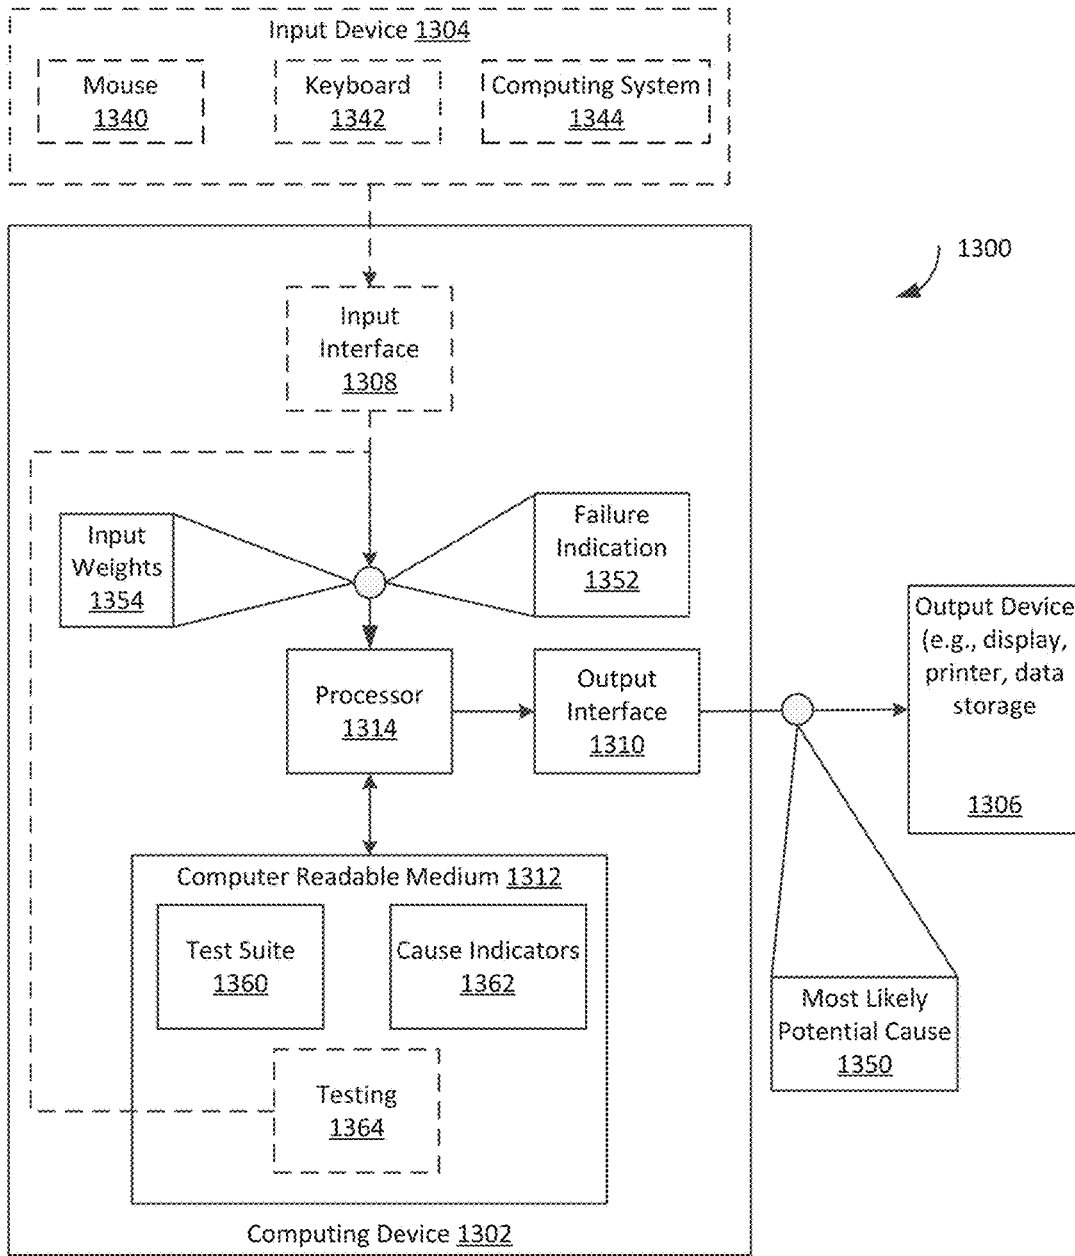 Input Device 1304
Mouse
1340
Keyboard
1342
Computing System
1344
1300
Input
Interface
1308
Input
Weights
1354
Failure
Indication
1352
Output Device
(e.g., display,
printer, data
storage
1306
Processor
1314
Output
Interface
1310
Computer Readable Medium 1312
Test Suite
1360
Cause Indicators
1362
Most Likely
Potential Cause
1350
Testing
1364
Computing Device 1302